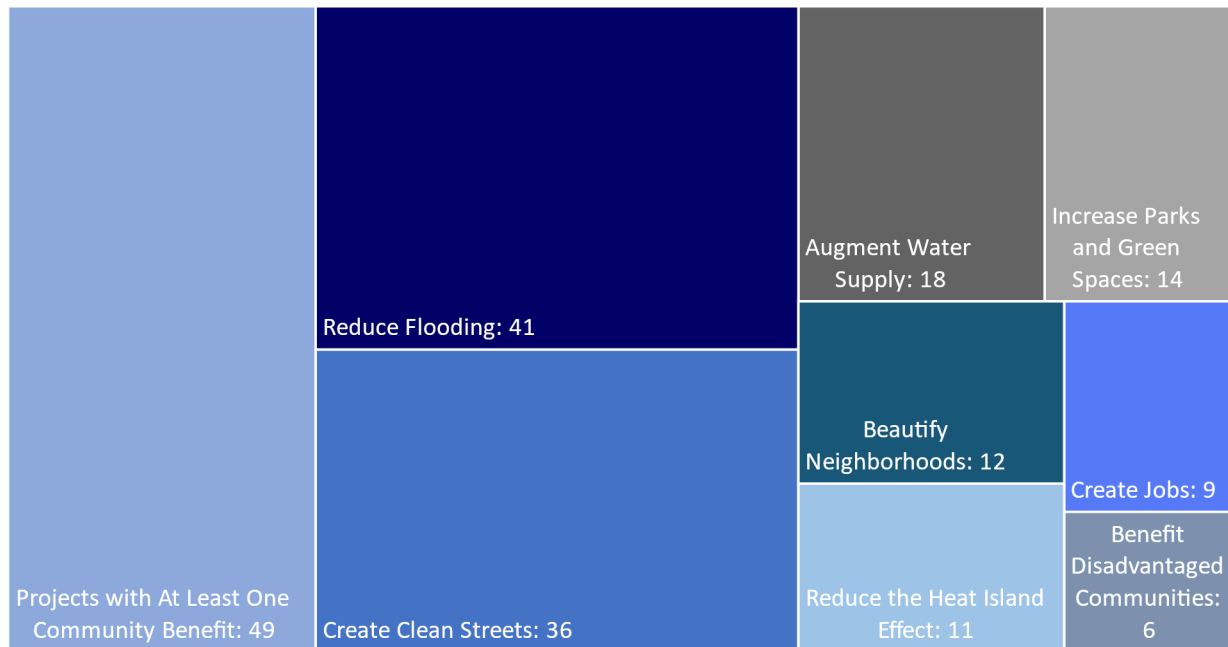 Projects with At Least One
Community Benefit: 49
Reduce Flooding: 41
Create Clean Streets: 36
Augment Water
Supply: 18
Increase Parks
and Green
Spaces: 14
Beautify
Neighborhoods: 12
Reduce the Heat Island
Effect: 11
Create Jobs: 9
Benefit
Disadvantaged
Communities:
6